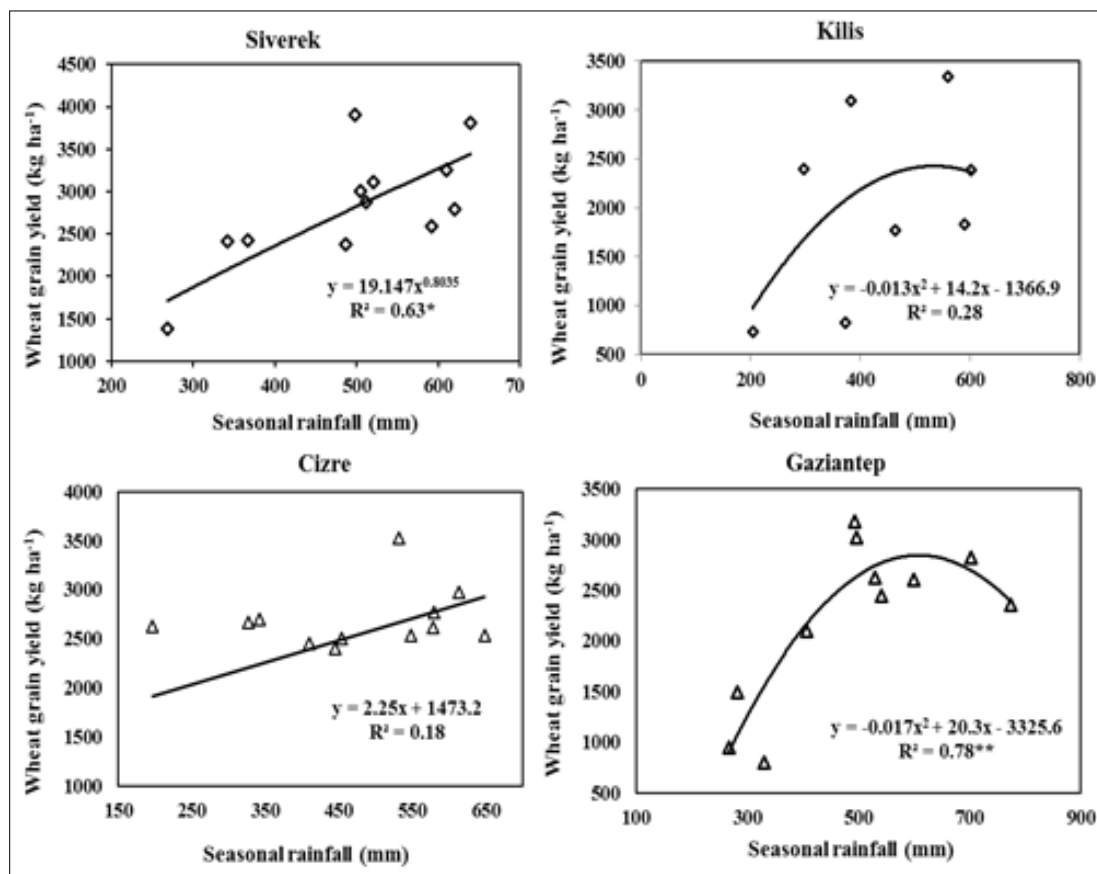 Siverek
Wheat grain yield (kg ha⁻¹)
4500
4000
3500
3000
2500
2000
1500
1000
y = 19.147x^0.8035
R² = 0.63*
200
300
400
500
600
70
Seasonal rainfall (mm)
Kilis
Wheat grain yield (kg ha⁻¹)
3500
3000
2500
2000
1500
1000
500
y = -0.013x² + 14.2x - 1366.9
R² = 0.28
0
200
400
600
800
Seasonal rainfall (mm)
Cizre
Wheat grain yield (kg ha⁻¹)
4000
3500
3000
2500
2000
1500
1000
y = 2.25x + 1473.2
R² = 0.18
150
250
350
450
550
650
Seasonal rainfall (mm)
Gaziantep
Wheat grain yield (kg ha⁻¹)
3500
3000
2500
2000
1500
1000
500
y = -0.017x² + 20.3x - 3325.6
R² = 0.78**
100
300
500
700
900
Seasonal rainfall (mm)